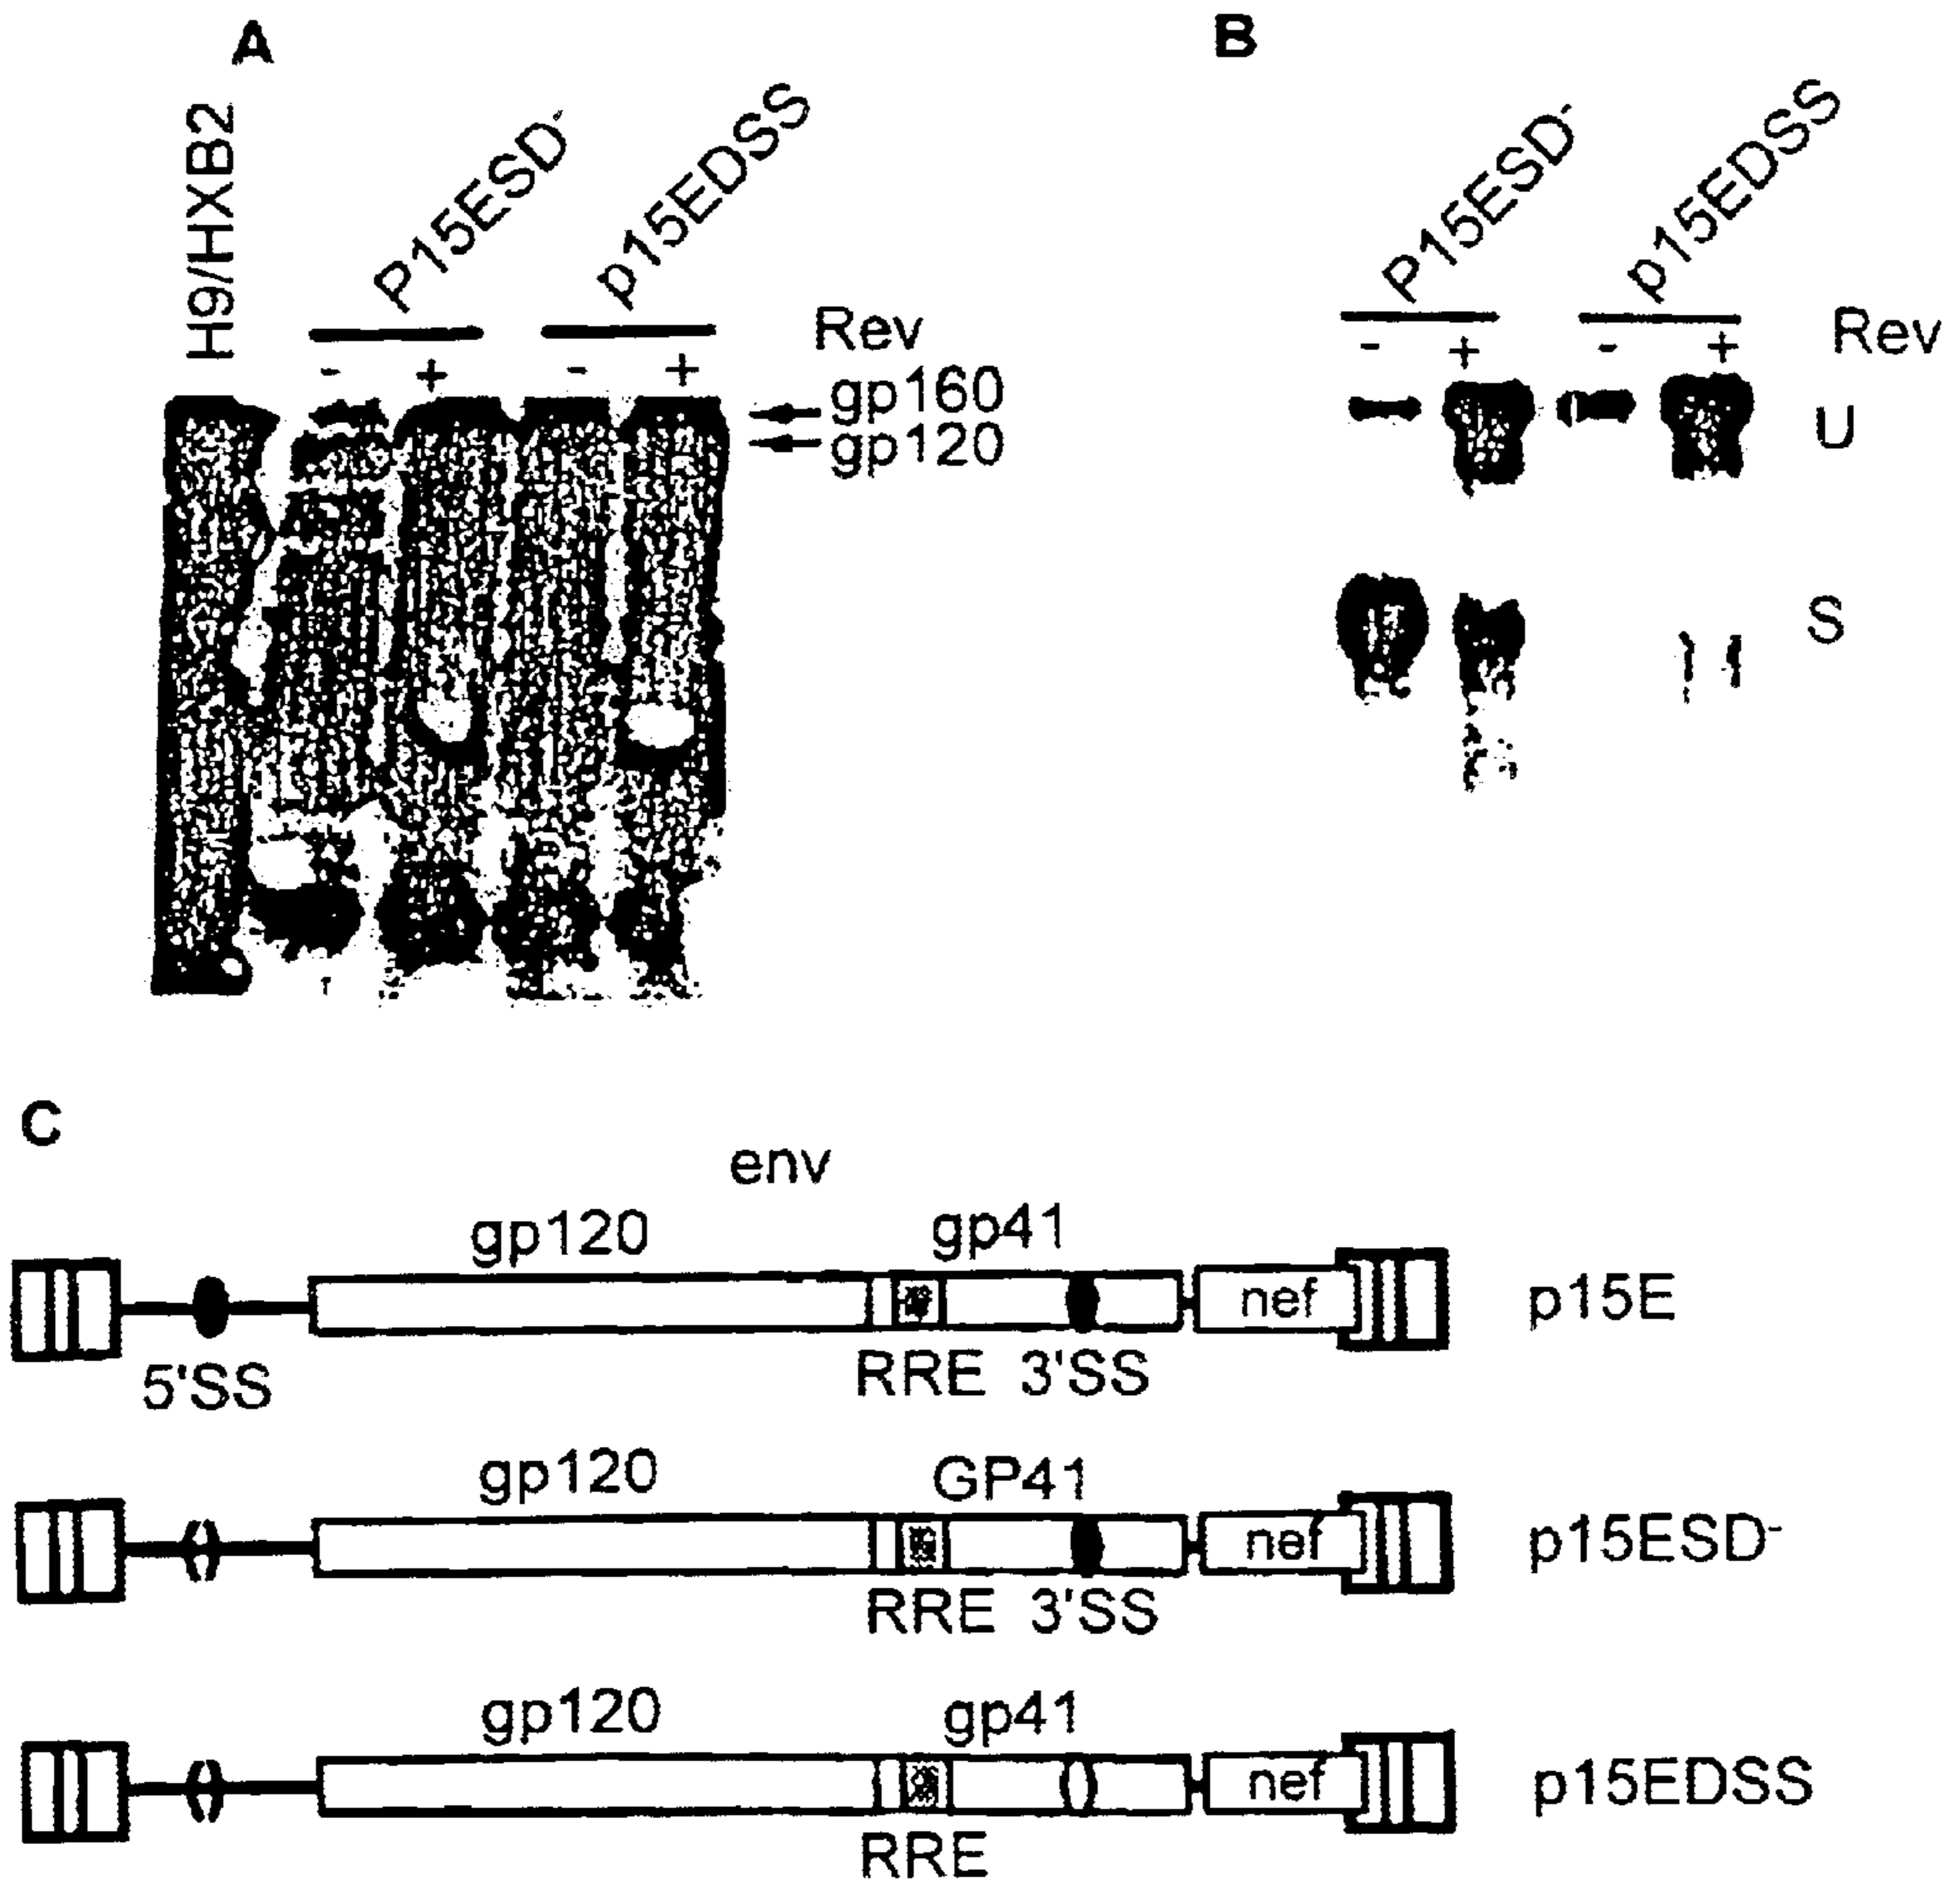 A
H9/HXB2
P15ESD-
p15EDSS
Rev
- + - +
gp160
gp120
B
P15ESD-
p15EDSS
Rev
- + - +
U
S
C
env
gp120 gp41
nef
p15E
5'SS
RRE 3'SS
gp120 GP41
nef
p15ESD-
RRE 3'SS
gp120 gp41
nef
p15EDSS
RRE